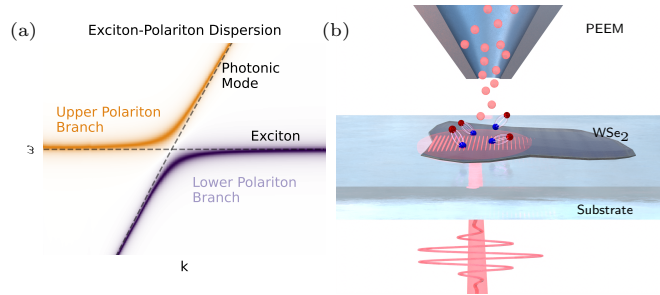 (a)
Exciton-Polariton Dispersion
Photonic
Mode
Upper Polariton
Branch
Exciton
ω
Lower Polariton
Branch
k
(b)
PEEM
WSe2
Substrate